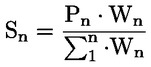 Sₙ = Pₙ · Wₙ / ∑₁ⁿ · Wₙ